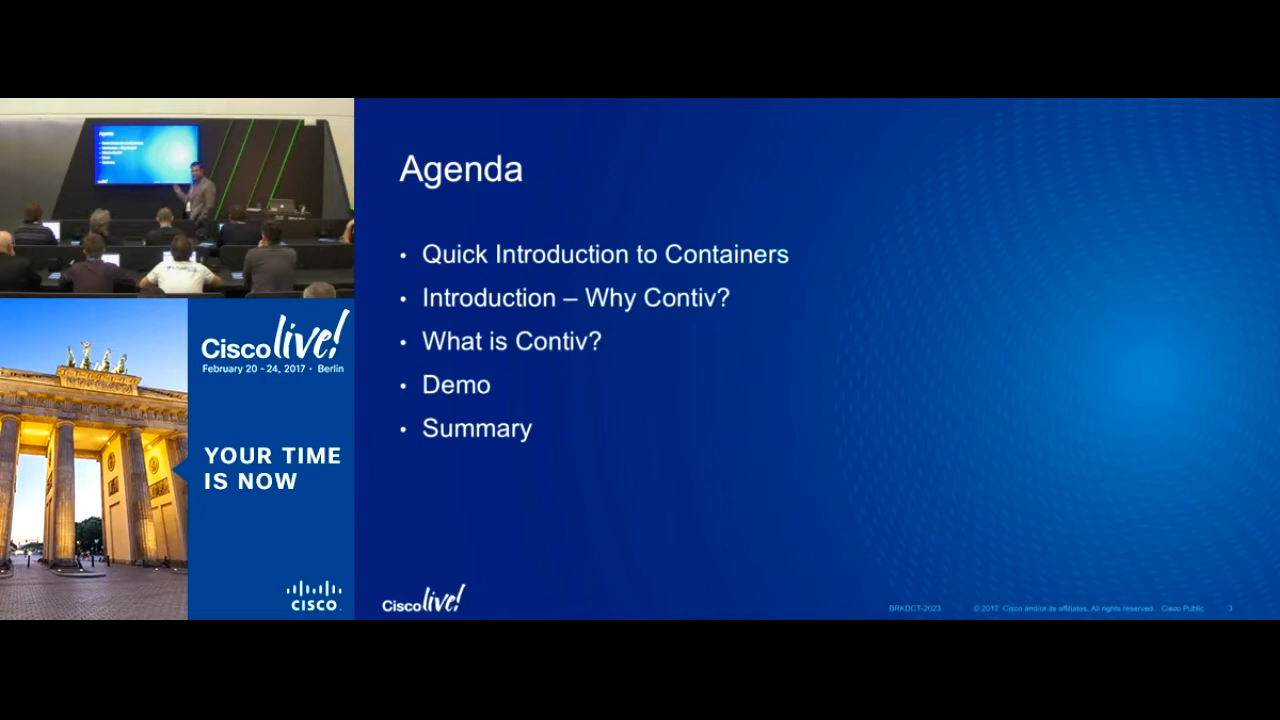 Agenda
• Quick Introduction to Containers
• Introduction – Why Contiv?
• What is Contiv?
• Demo
• Summary
Cisco live!
February 20 - 24, 2017 • Berlin
YOUR TIME
IS NOW
CISCO
Cisco live!
BRKDCT-2023
© 2017 Cisco and/or its affiliates. All rights reserved. Cisco Public
3